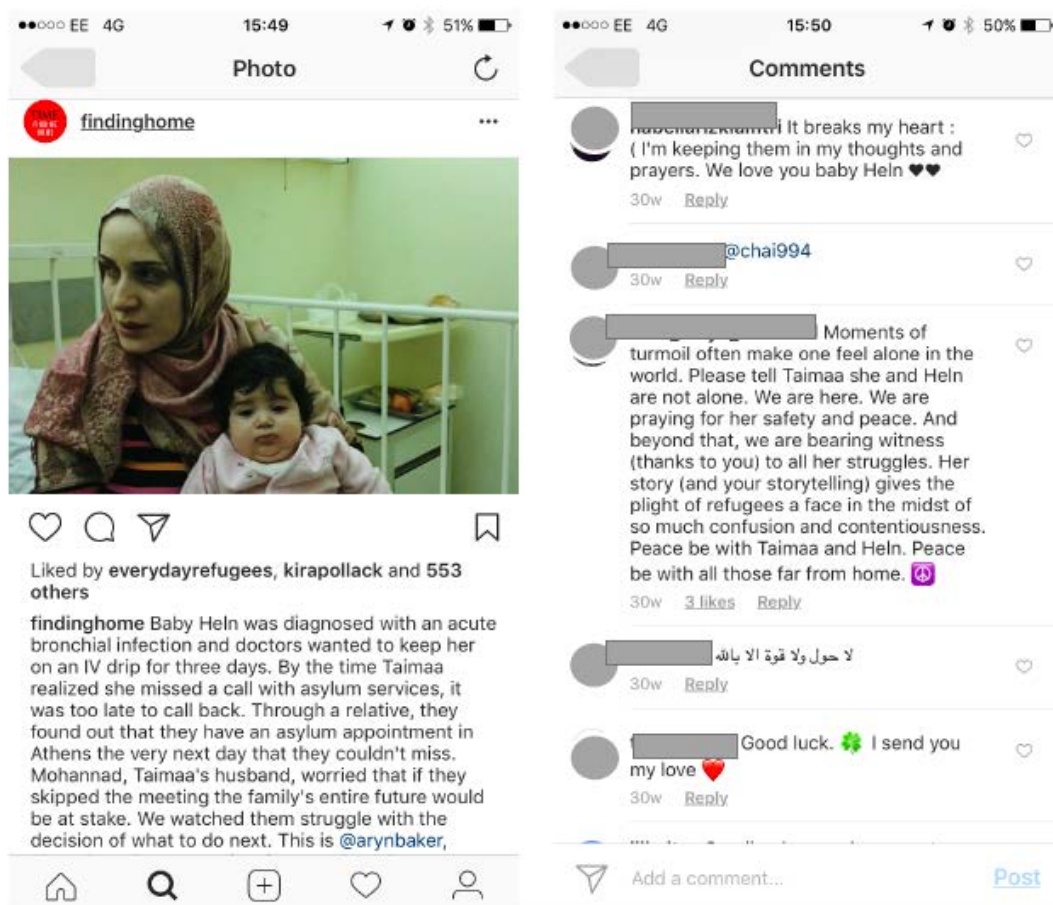 EE 4G 15:49 51%
Photo
TIME
findinghome
Liked by everydayrefugees, kirapollack and 553
others
findinghome Baby Heln was diagnosed with an acute
bronchial infection and doctors wanted to keep her
on an IV drip for three days. By the time Taimaa
realized she missed a call with asylum services, it
was too late to call back. Through a relative, they
found out that they have an asylum appointment in
Athens the very next day that they couldn't miss.
Mohannad, Taimaa's husband, worried that if they
skipped the meeting the family's entire future would
be at stake. We watched them struggle with the
decision of what to do next. This is @arynbaker,
EE 4G 15:50 50%
Comments
It breaks my heart :
( I'm keeping them in my thoughts and
prayers. We love you baby Heln ♥♥
30w Reply
@chai994
30w Reply
Moments of
turmoil often make one feel alone in the
world. Please tell Taimaa she and Heln
are not alone. We are here. We are
praying for her safety and peace. And
beyond that, we are bearing witness
(thanks to you) to all her struggles. Her
story (and your storytelling) gives the
plight of refugees a face in the midst of
so much confusion and contentiousness.
Peace be with Taimaa and Heln. Peace
be with all those far from home. ☮
30w 3 likes Reply
لا حول ولا قوة الا بالله
30w Reply
Good luck. 🍀 I send you
my love ❤
30w Reply
Add a comment... Post